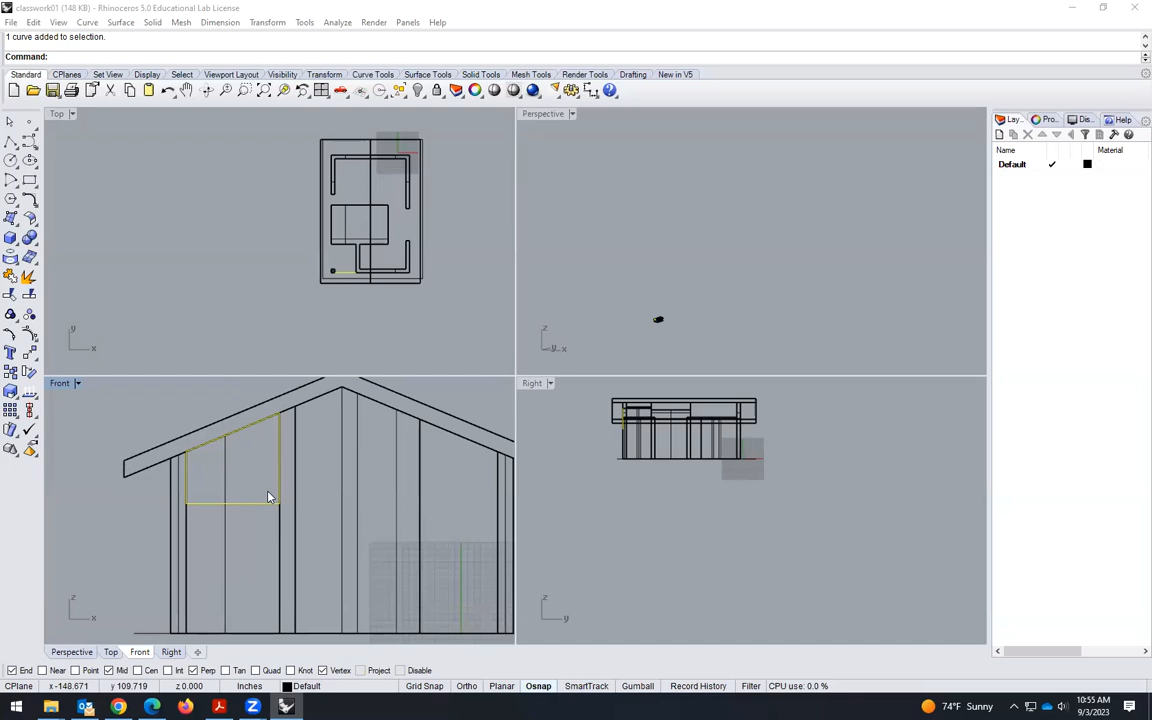 classwork01 (148 KB) - Rhinoceros 5.0 Educational Lab License
File Edit View Curve Surface Solid Mesh Dimension Transform Tools Analyze Render Panels Help
1 curve added to selection.
Command:
Standard CPlanes Set View Display Select Viewport Layout Visibility Transform Curve Tools Surface Tools Solid Tools Mesh Tools Render Tools Drafting New in V5
Top
Perspective
Lay... Pro... Dis... Help
Name Material
Default
y
x
z
y x
Front
Right
z
x
z
y
Perspective Top Front Right
End Near Point Mid Cen Int Perp Tan Quad Knot Vertex Project Disable
CPlane x -148.671 y 109.719 z 0.000 Inches Default Grid Snap Ortho Planar Osnap SmartTrack Gumball Record History Filter CPU use: 0.0 %
74°F Sunny
10:55 AM
9/3/2023